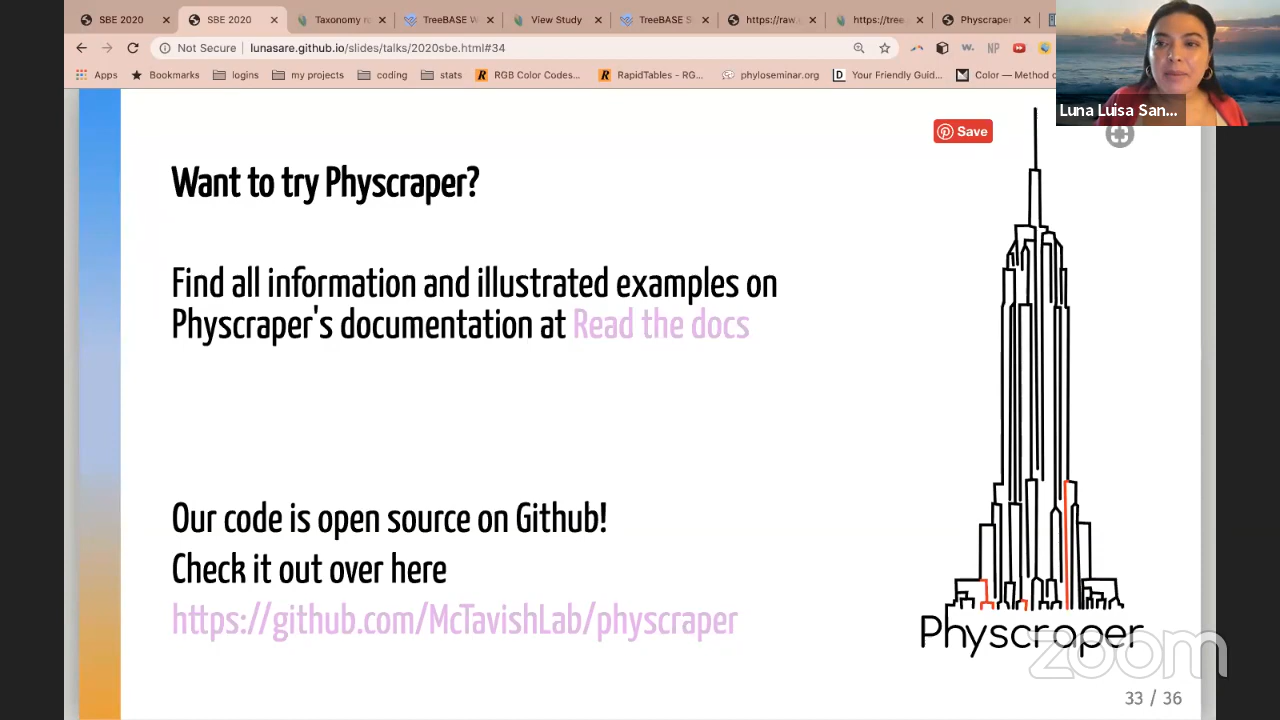 SBE 2020
SBE 2020
Taxonomy r
TreeBASE W
View Study
TreeBASE S
https://raw.
https://tree
Physcraper
Not Secure
lunasare.github.io/slides/talks/2020sbe.html#34
Apps
Bookmarks
logins
my projects
coding
stats
RGB Color Codes...
RapidTables - RG...
phyloseminar.org
Your Friendly Guid...
Color — Method o
Luna Luisa San...
Save
Want to try Physcraper?
Find all information and illustrated examples on
Physcraper's documentation at Read the docs
Our code is open source on Github!
Check it out over here
https://github.com/McTavishLab/physcraper
Physcraper
zoom
33 / 36